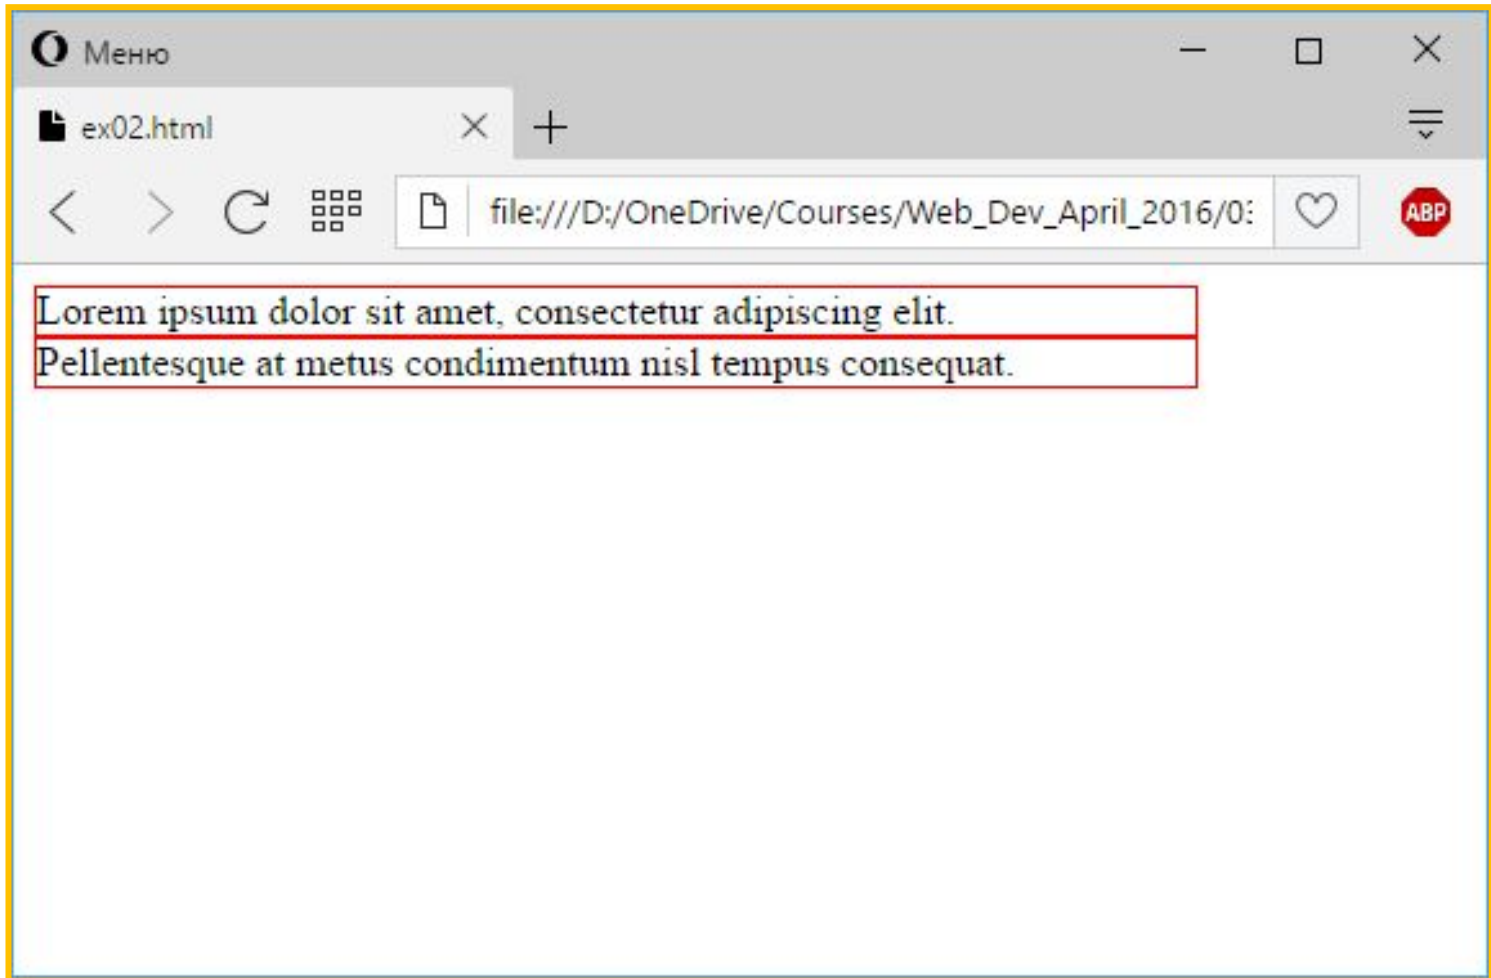 Меню
ex02.html
file:///D:/OneDrive/Courses/Web_Dev_April_2016/03
ABP
Lorem ipsum dolor sit amet, consectetur adipiscing elit.
Pellentesque at metus condimentum nisl tempus consequat.